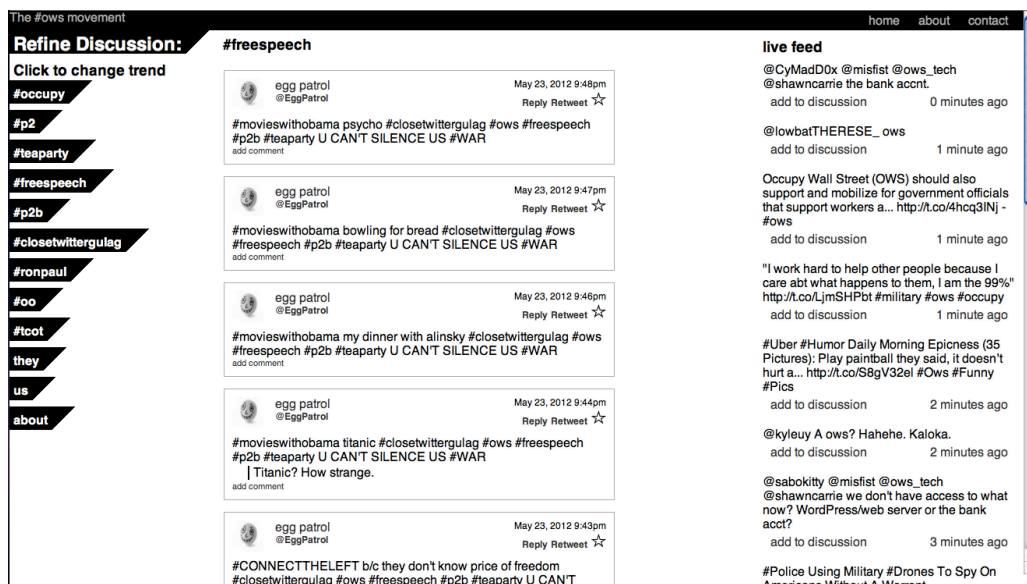 The #ows movement
home about contact
Refine Discussion:
Click to change trend
#occupy
#p2
#teaparty
#freespeech
#p2b
#closetwittergulag
#ronpaul
#oo
#tcot
they
us
about
#freespeech
egg patrol
@EggPatrol
May 23, 2012 9:48pm
Reply Retweet
#movieswithobama psycho #closetwittergulag #ows #freespeech
#p2b #teaparty U CAN'T SILENCE US #WAR
add comment
egg patrol
@EggPatrol
May 23, 2012 9:47pm
Reply Retweet
#movieswithobama bowling for bread #closetwittergulag #ows
#freespeech #p2b #teaparty U CAN'T SILENCE US #WAR
add comment
egg patrol
@EggPatrol
May 23, 2012 9:46pm
Reply Retweet
#movieswithobama my dinner with alinsky #closetwittergulag #ows
#freespeech #p2b #teaparty U CAN'T SILENCE US #WAR
add comment
egg patrol
@EggPatrol
May 23, 2012 9:44pm
Reply Retweet
#movieswithobama titanic #closetwittergulag #ows #freespeech
#p2b #teaparty U CAN'T SILENCE US #WAR
Titanic? How strange.
add comment
egg patrol
@EggPatrol
May 23, 2012 9:43pm
Reply Retweet
#CONNECTTHELEFT b/c they don't know price of freedom
#closetwittergulag #ows #freespeech #p2b #teaparty U CAN'T
live feed
@CyMadD0x @misfist @ows_tech
@shawncarrie the bank accnt.
add to discussion 0 minutes ago
@lowbatTHERESE_ ows
add to discussion 1 minute ago
Occupy Wall Street (OWS) should also
support and mobilize for government officials
that support workers a... http://t.co/4hcq3lNj -
#ows
add to discussion 1 minute ago
"I work hard to help other people because I
care abt what happens to them, I am the 99%"
http://t.co/LjmSHPbt #military #ows #occupy
add to discussion 1 minute ago
#Uber #Humor Daily Morning Epicness (35
Pictures): Play paintball they said, it doesn't
hurt a... http://t.co/S8gV32el #Ows #Funny
#Pics
add to discussion 2 minutes ago
@kyleuy A ows? Hahehe. Kaloka.
add to discussion 2 minutes ago
@sabokitty @misfist @ows_tech
@shawncarrie we don't have access to what
now? WordPress/web server or the bank
acct?
add to discussion 3 minutes ago
#Police Using Military #Drones To Spy On
Americans Without A Warrant